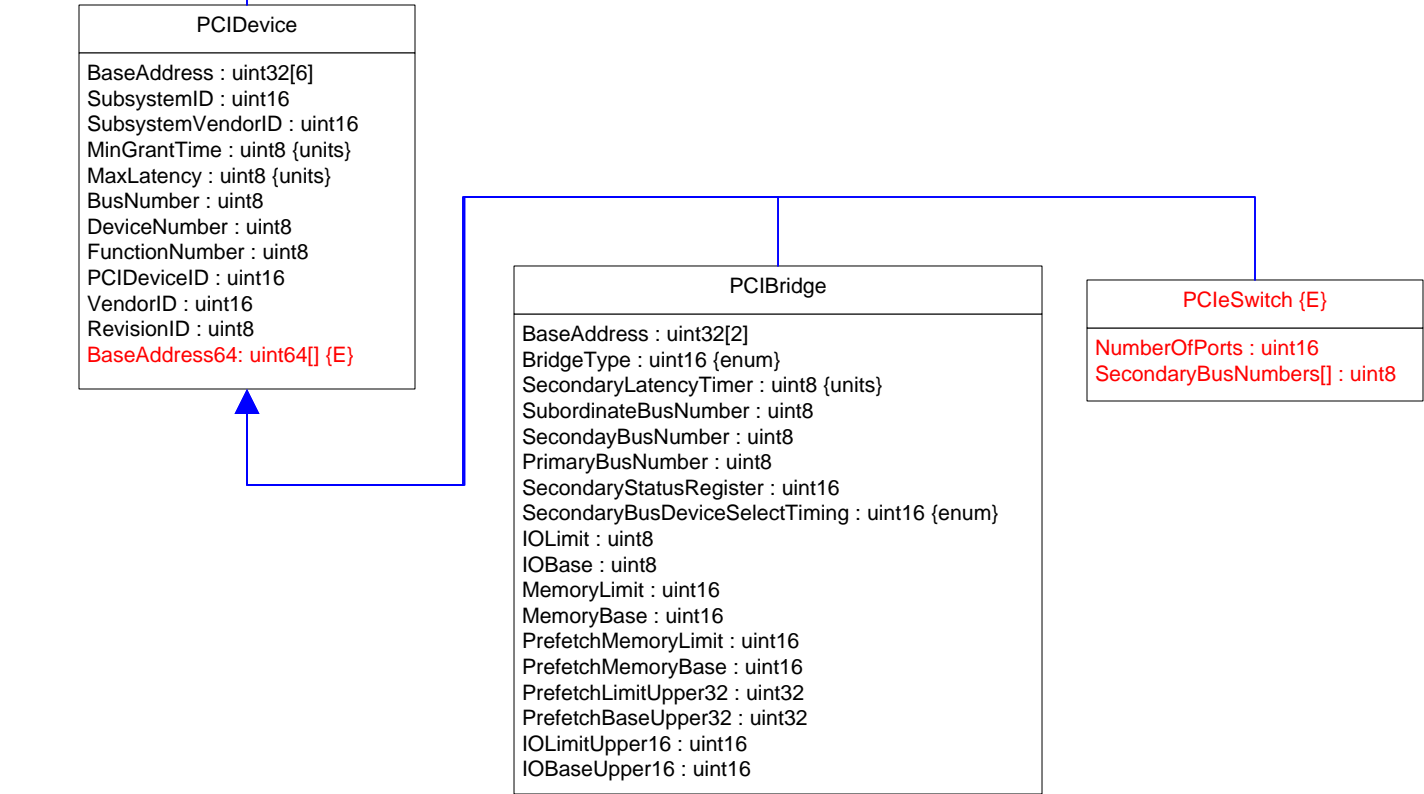 PCIDevice
BaseAddress : uint32[6]
SubsystemID : uint16
SubsystemVendorID : uint16
MinGrantTime : uint8 {units}
MaxLatency : uint8 {units}
BusNumber : uint8
DeviceNumber : uint8
FunctionNumber : uint8
PCIDeviceID : uint16
VendorID : uint16
RevisionID : uint8
BaseAddress64: uint64[] {E}
PCIBridge
BaseAddress : uint32[2]
BridgeType : uint16 {enum}
SecondaryLatencyTimer : uint8 {units}
SubordinateBusNumber : uint8
SecondayBusNumber : uint8
PrimaryBusNumber : uint8
SecondaryStatusRegister : uint16
SecondaryBusDeviceSelectTiming : uint16 {enum}
IOLimit : uint8
IOBase : uint8
MemoryLimit : uint16
MemoryBase : uint16
PrefetchMemoryLimit : uint16
PrefetchMemoryBase : uint16
PrefetchLimitUpper32 : uint32
PrefetchBaseUpper32 : uint32
IOLimitUpper16 : uint16
IOBaseUpper16 : uint16
PCIeSwitch {E}
NumberOfPorts : uint16
SecondaryBusNumbers[] : uint8